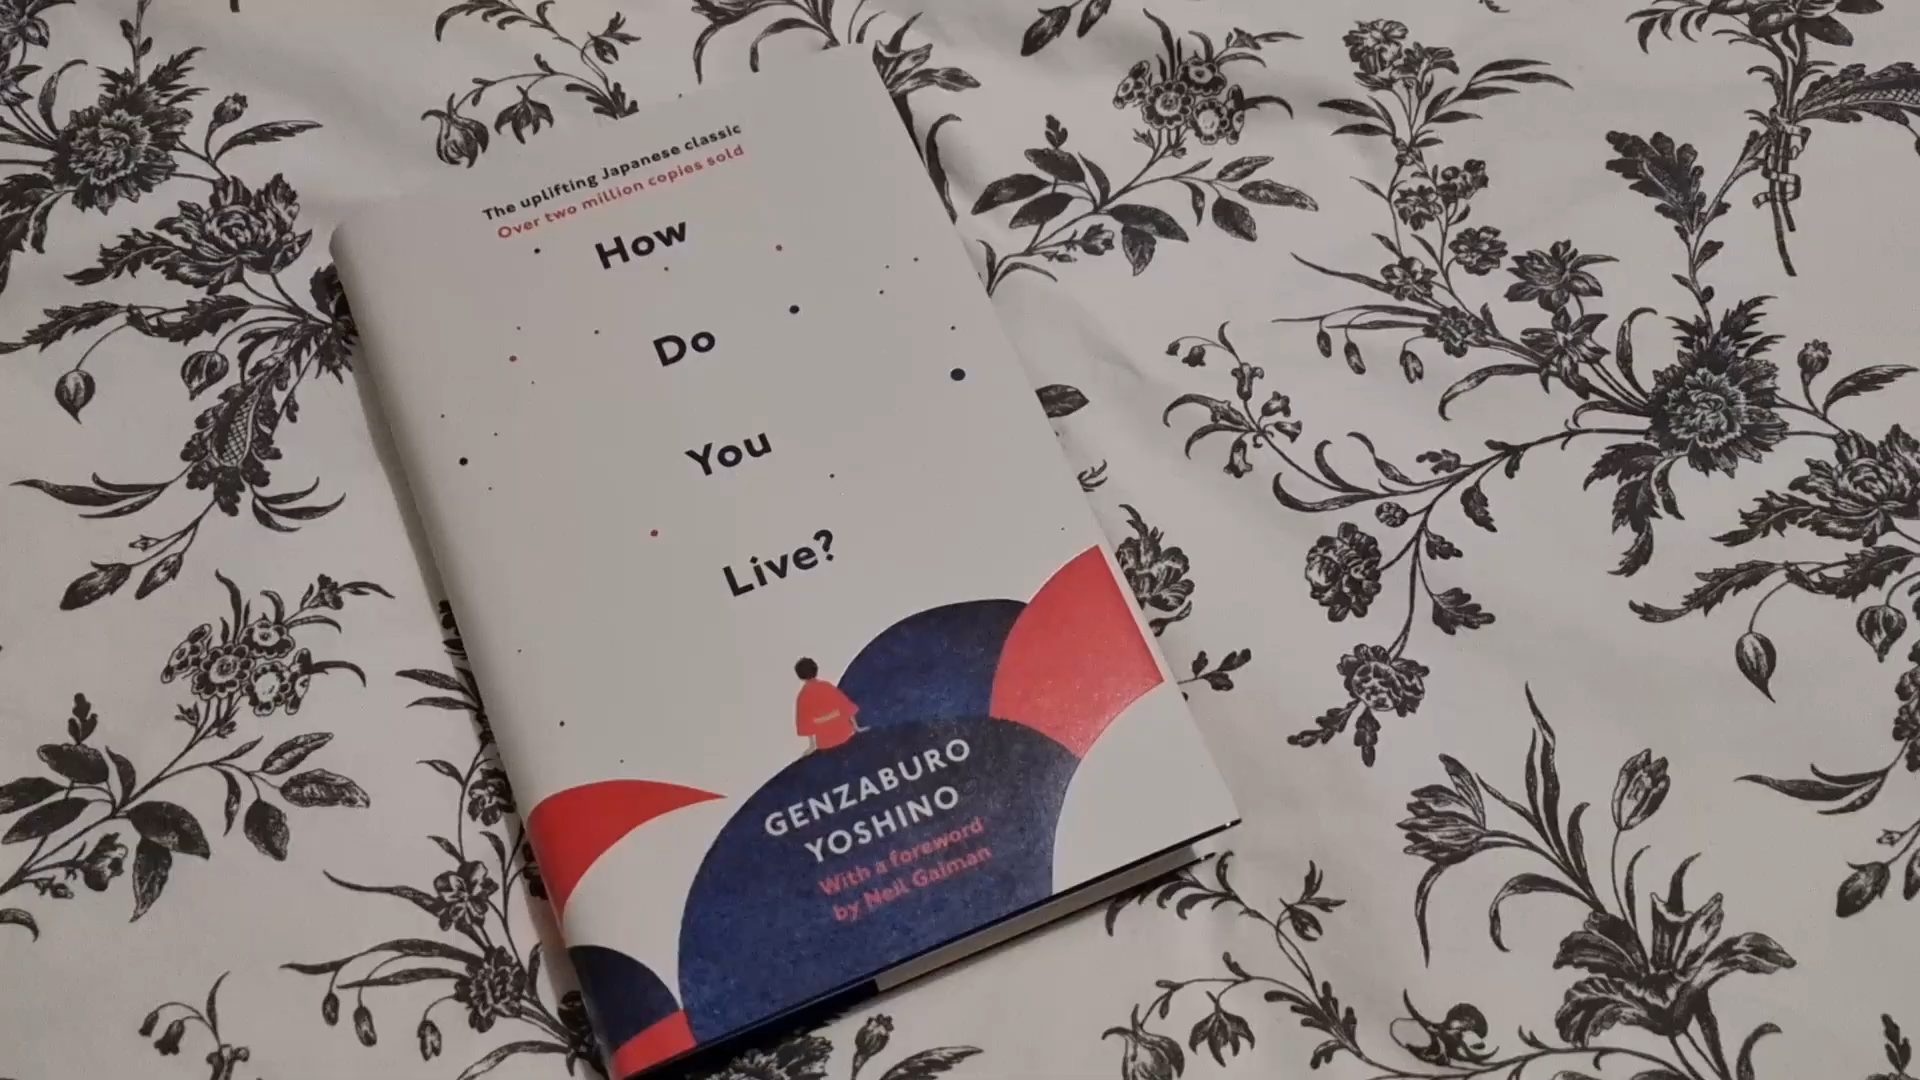 The uplifting Japanese classic
Over two million copies sold
How
Do
You
Live?
GENZABURO
YOSHINO
With a foreword
by Neil Gaiman